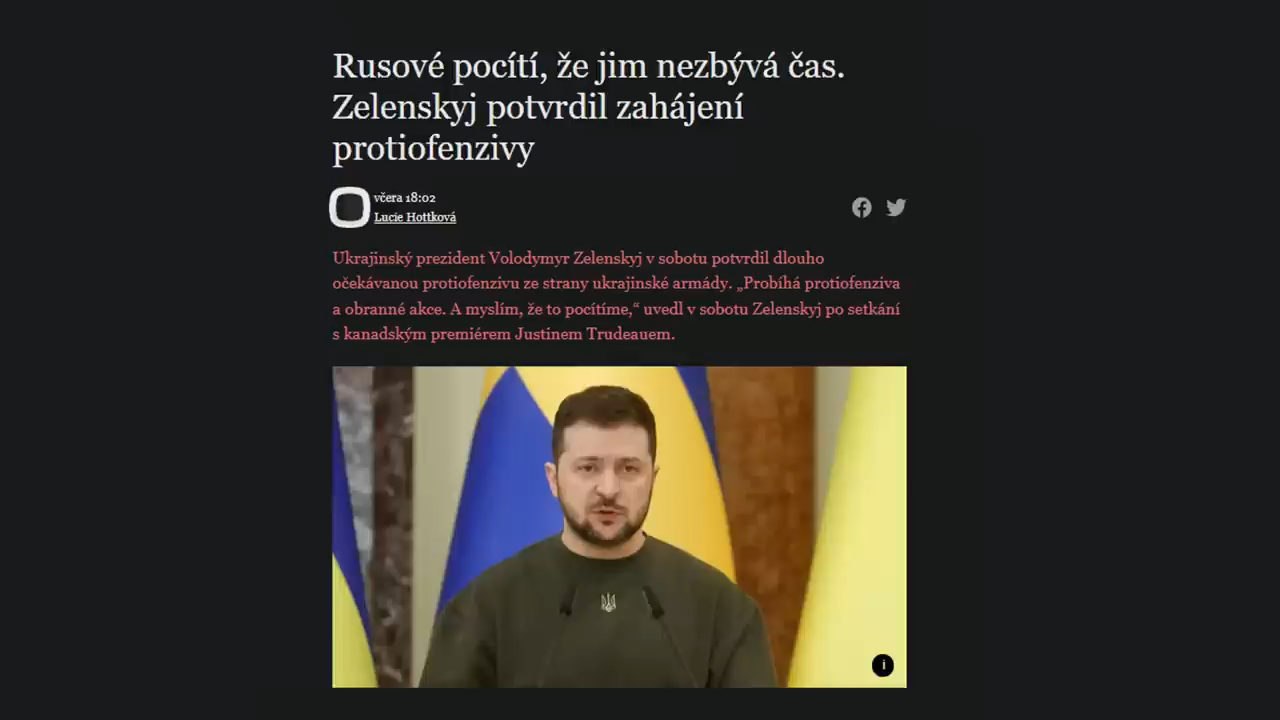 Rusové pocítí, že jim nezbývá čas.
Zelenskyj potvrdil zahájení
protiofenzivy
včera 18:02
Lucie Hottková
Ukrajinský prezident Volodymyr Zelenskyj v sobotu potvrdil dlouho
očekávanou protiofenzivu ze strany ukrajinské armády. „Probíhá protiofenziva
a obranné akce. A myslím, že to pocítíme,“ uvedl v sobotu Zelenskyj po setkání
s kanadským premiérem Justinem Trudeauem.
i